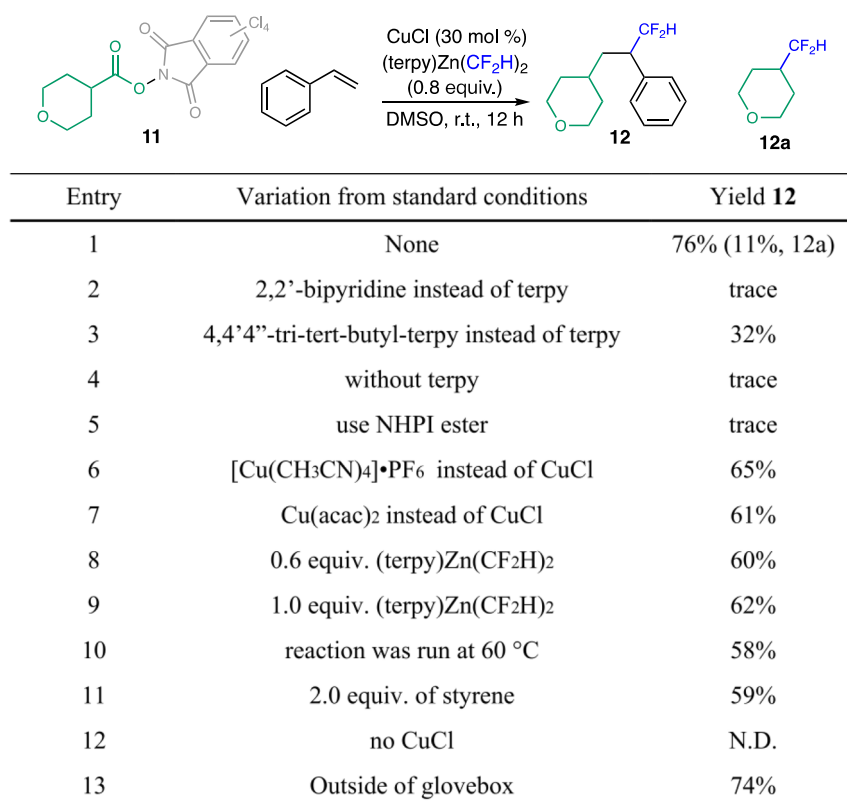 CuCl (30 mol %)
(terpy)Zn(CF2H)2
(0.8 equiv.)
DMSO, r.t., 12 h
O
O
O
N
O
O
Cl4
11
CF2H
O
12
CF2H
O
12a
Entry Variation from standard conditions Yield 12
1 None 76% (11%, 12a)
2 2,2’-bipyridine instead of terpy trace
3 4,4’4”-tri-tert-butyl-terpy instead of terpy 32%
4 without terpy trace
5 use NHPI ester trace
6 [Cu(CH3CN)4]•PF6 instead of CuCl 65%
7 Cu(acac)2 instead of CuCl 61%
8 0.6 equiv. (terpy)Zn(CF2H)2 60%
9 1.0 equiv. (terpy)Zn(CF2H)2 62%
10 reaction was run at 60 °C 58%
11 2.0 equiv. of styrene 59%
12 no CuCl N.D.
13 Outside of glovebox 74%